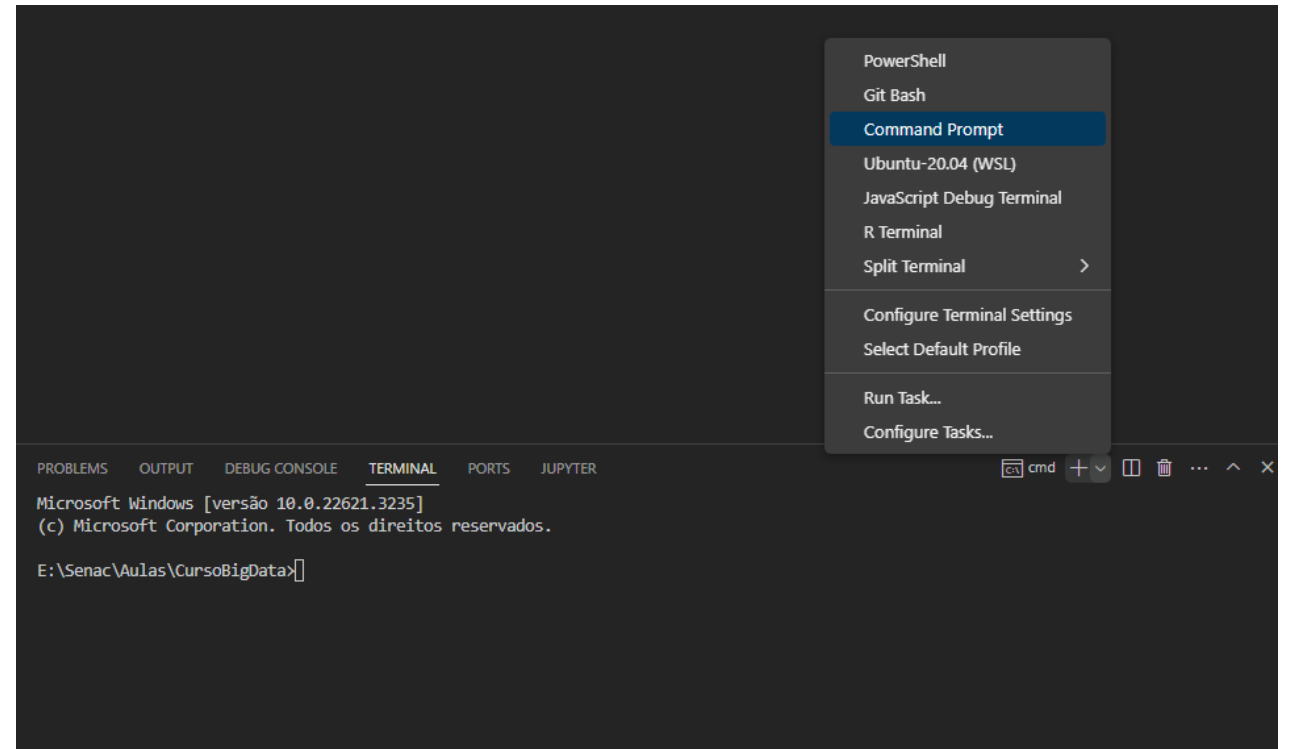 PowerShell
Git Bash
Command Prompt
Ubuntu-20.04 (WSL)
JavaScript Debug Terminal
R Terminal
Split Terminal
Configure Terminal Settings
Select Default Profile
Run Task...
Configure Tasks...
PROBLEMS OUTPUT DEBUG CONSOLE TERMINAL PORTS JUPYTER cmd
Microsoft Windows [versão 10.0.22621.3235]
(c) Microsoft Corporation. Todos os direitos reservados.
E:\Senac\Aulas\CursoBigData>